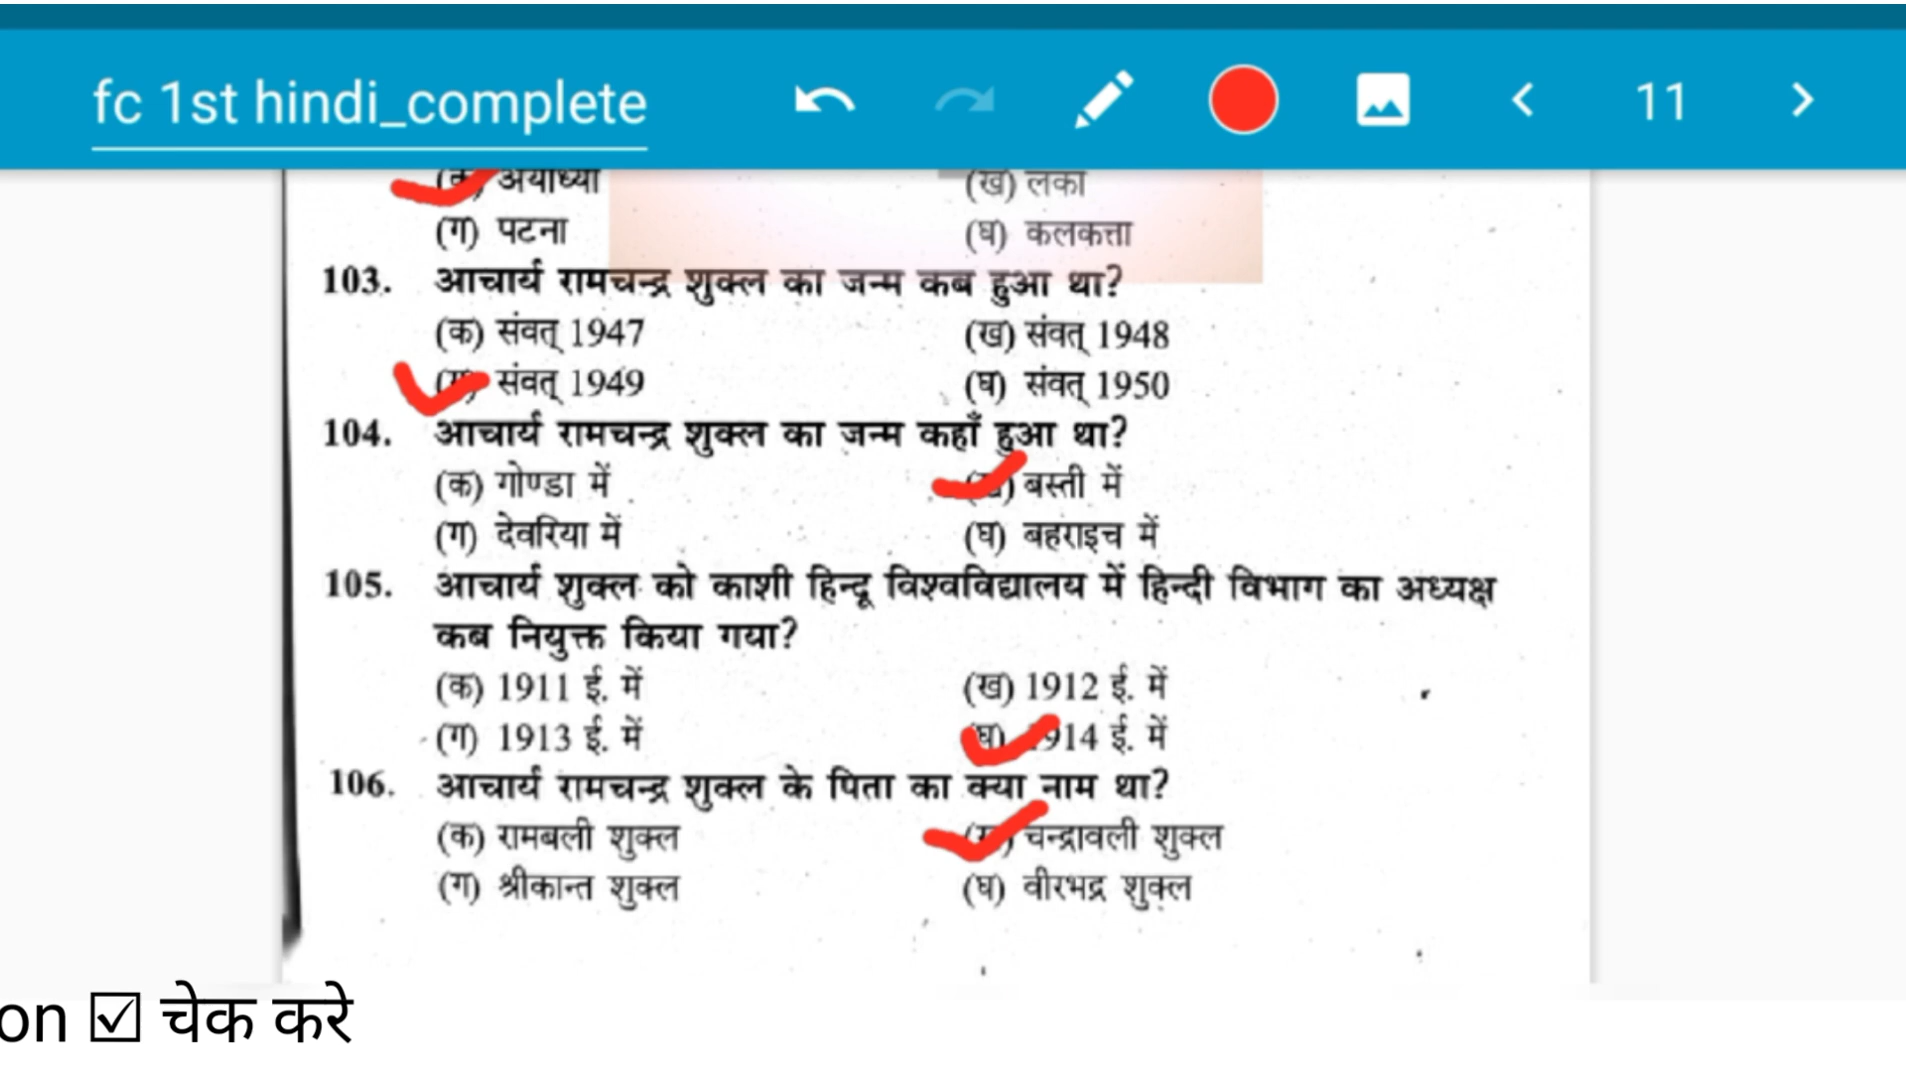 fc 1st hindi_complete
11
(क) अयोध्या (ख) लंका
(ग) पटना (घ) कलकत्ता
103. आचार्य रामचन्द्र शुक्ल का जन्म कब हुआ था?
(क) संवत् 1947 (ख) संवत् 1948
(ग) संवत् 1949 (घ) संवत् 1950
104. आचार्य रामचन्द्र शुक्ल का जन्म कहाँ हुआ था?
(क) गोण्डा में (ख) बस्ती में
(ग) देवरिया में (घ) बहराइच में
105. आचार्य शुक्ल को काशी हिन्दू विश्वविद्यालय में हिन्दी विभाग का अध्यक्ष
कब नियुक्त किया गया?
(क) 1911 ई. में (ख) 1912 ई. में
(ग) 1913 ई. में (घ) 1914 ई. में
106. आचार्य रामचन्द्र शुक्ल के पिता का क्या नाम था?
(क) रामबली शुक्ल (ख) चन्द्रावली शुक्ल
(ग) श्रीकान्त शुक्ल (घ) वीरभद्र शुक्ल
on ☑ चेक करे